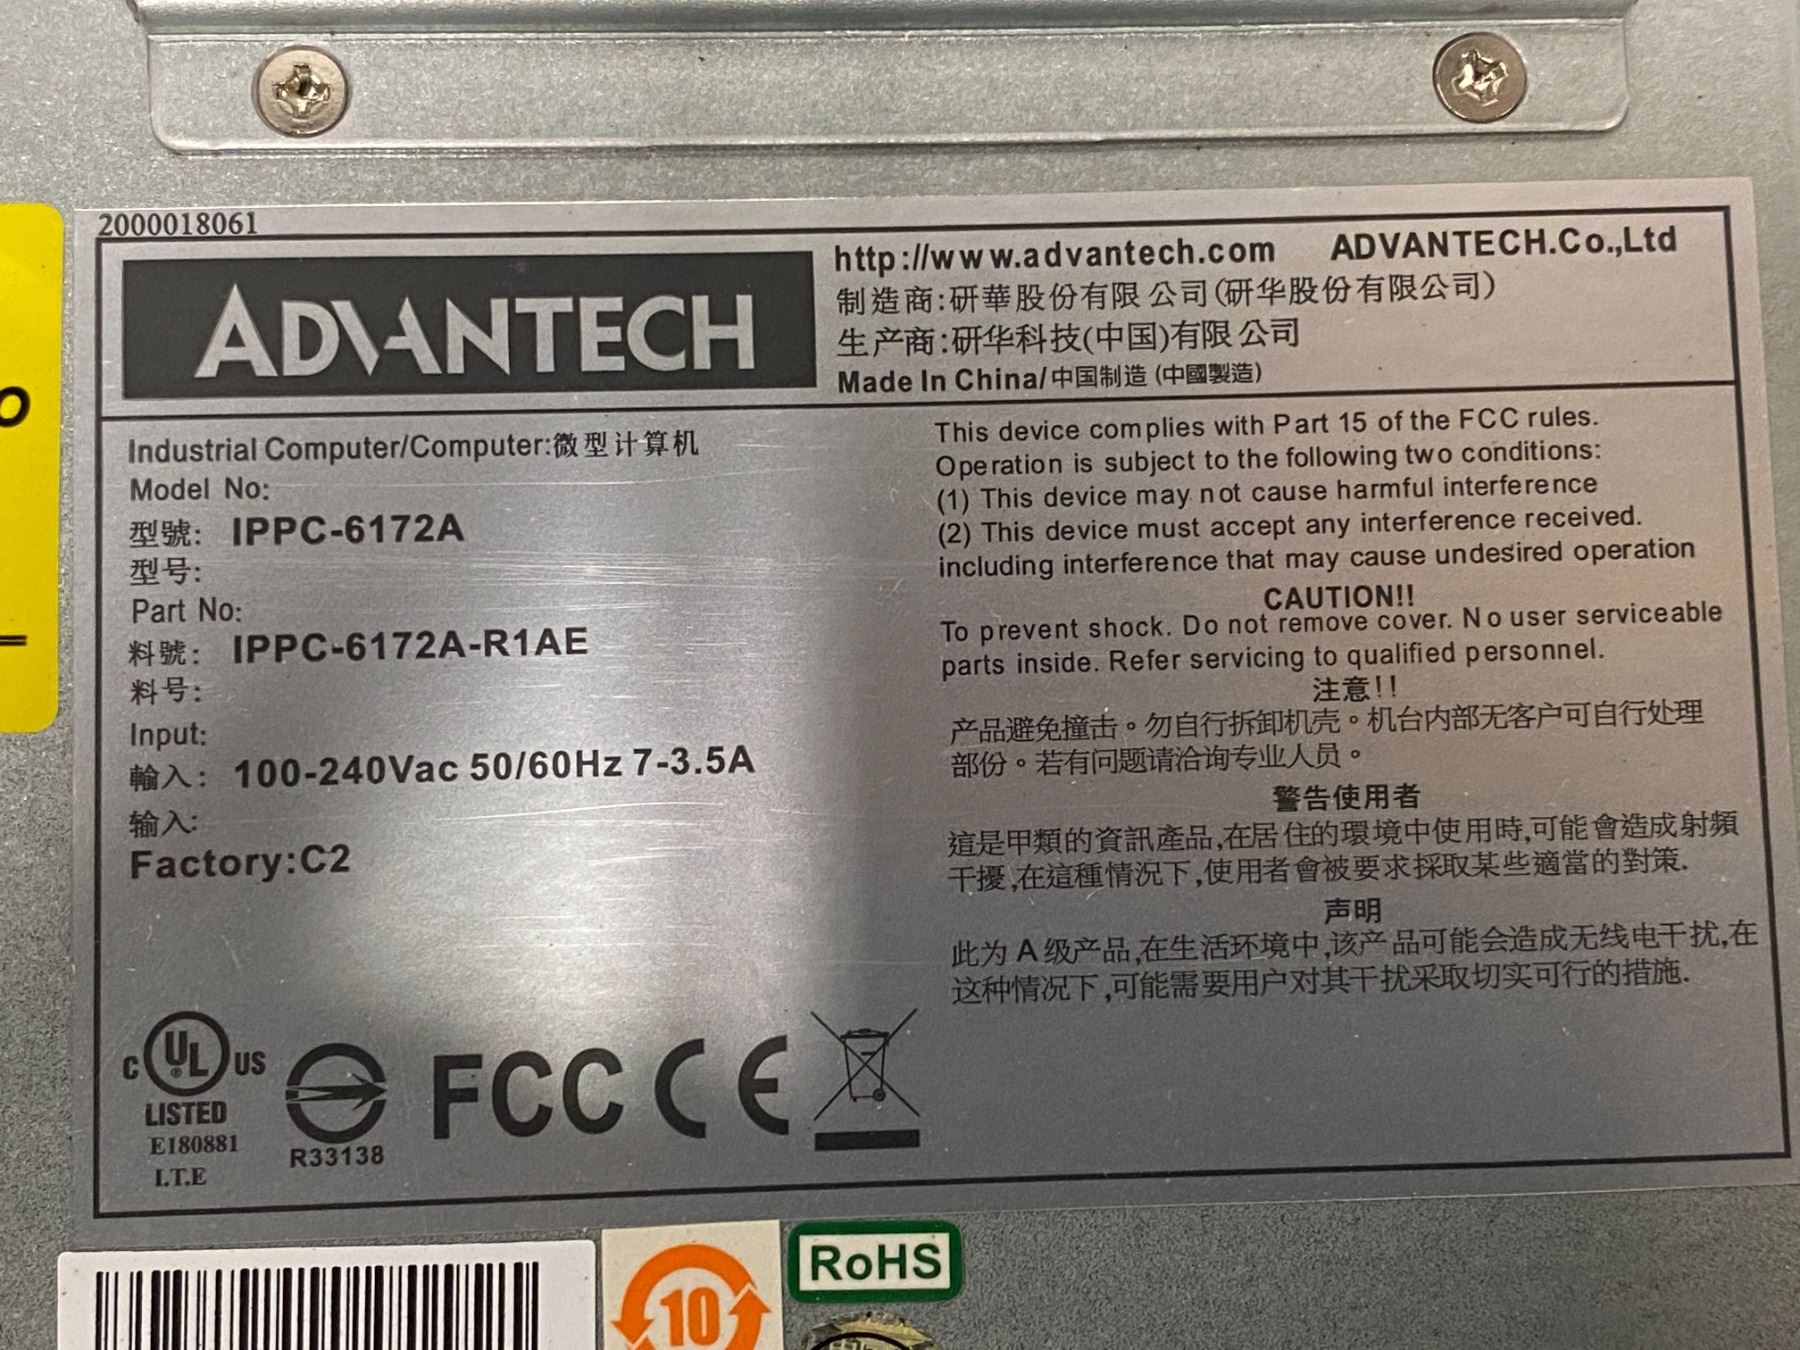 2000018061
ADVANTECH
http://www.advantech.com ADVANTECH.Co.,Ltd
制造商:研華股份有限公司(研华股份有限公司)
生产商:研华科技(中国)有限公司
Made In China/中国制造 (中國製造)
Industrial Computer/Computer:微型计算机
Model No:
型號: IPPC-6172A
型号:
Part No:
料號: IPPC-6172A-R1AE
料号:
Input:
輸入: 100-240Vac 50/60Hz 7-3.5A
输入:
Factory:C2
This device complies with Part 15 of the FCC rules.
Operation is subject to the following two conditions:
(1) This device may not cause harmful interference
(2) This device must accept any interference received.
including interference that may cause undesired operation
CAUTION!!
To prevent shock. Do not remove cover. No user serviceable
parts inside. Refer servicing to qualified personnel.
注意!!
产品避免撞击。勿自行拆卸机壳。机台内部无客户可自行处理
部份。若有问题请洽询专业人员。
警告使用者
這是甲類的資訊產品,在居住的環境中使用時,可能會造成射頻
干擾,在這種情況下,使用者會被要求採取某些適當的對策.
声明
此为 A 级产品,在生活环境中,该产品可能会造成无线电干扰,在
这种情况下,可能需要用户对其干扰采取切实可行的措施.
C UL US
LISTED
E180881
I.T.E
R33138
FCC CE
RoHS
10